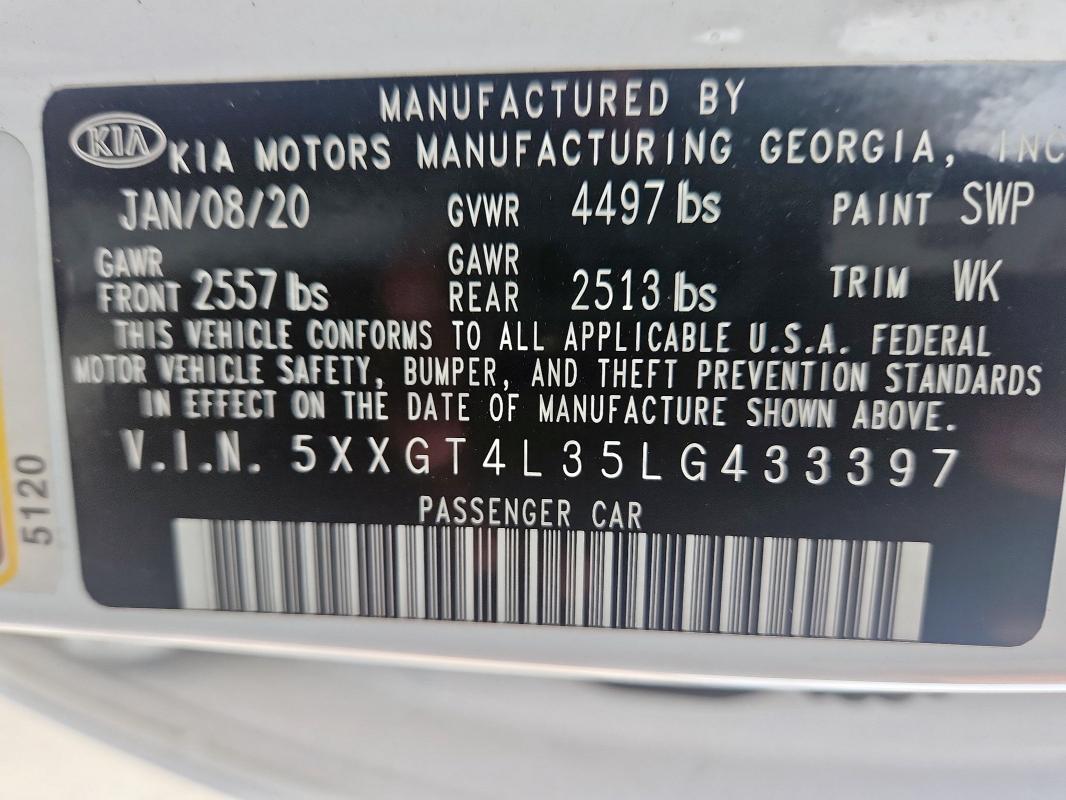 MANUFACTURED BY
KIA KIA MOTORS MANUFACTURING GEORGIA, INC
JAN/08/20 GVWR 4497 lbs PAINT SWP
GAWR FRONT 2557 lbs GAWR REAR 2513 lbs TRIM WK
THIS VEHICLE CONFORMS TO ALL APPLICABLE U.S.A. FEDERAL
MOTOR VEHICLE SAFETY, BUMPER, AND THEFT PREVENTION STANDARDS
IN EFFECT ON THE DATE OF MANUFACTURE SHOWN ABOVE.
V.I.N. 5XXGT4L35LG433397
PASSENGER CAR
5120